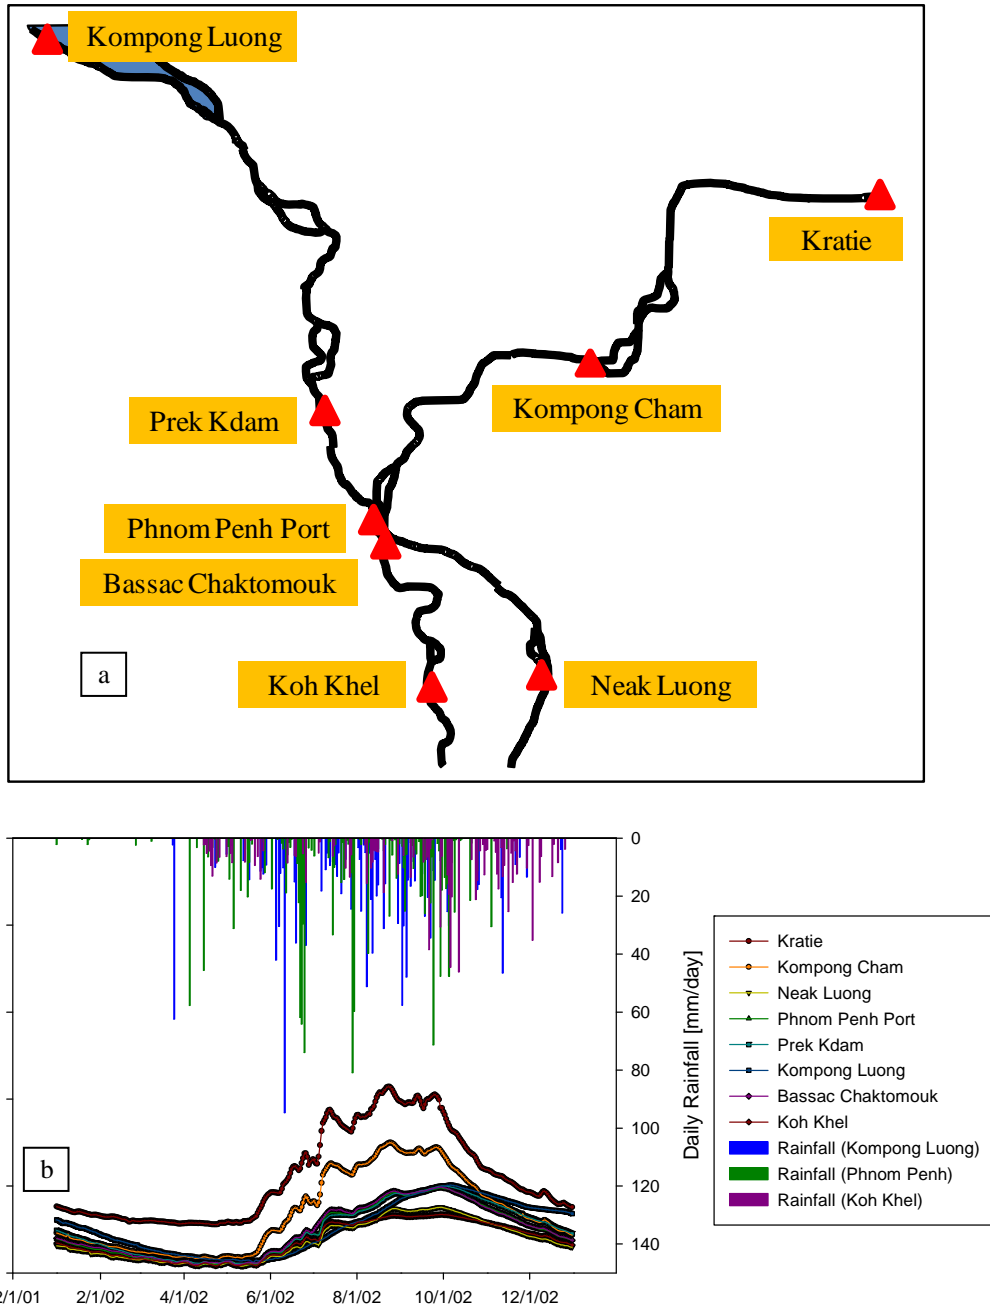 Kompong Luong
Kratie
Kompong Cham
Prek Kdam
Phnom Penh Port
Bassac Chaktomouk
Koh Khel
Neak Luong
a
0
20
40
60
80
100
120
140
Daily Rainfall [mm/day]
b
2/1/01 2/1/02 4/1/02 6/1/02 8/1/02 10/1/02 12/1/02
Kratie
Kompong Cham
Neak Luong
Phnom Penh Port
Prek Kdam
Kompong Luong
Bassac Chaktomouk
Koh Khel
Rainfall (Kompong Luong)
Rainfall (Phnom Penh)
Rainfall (Koh Khel)